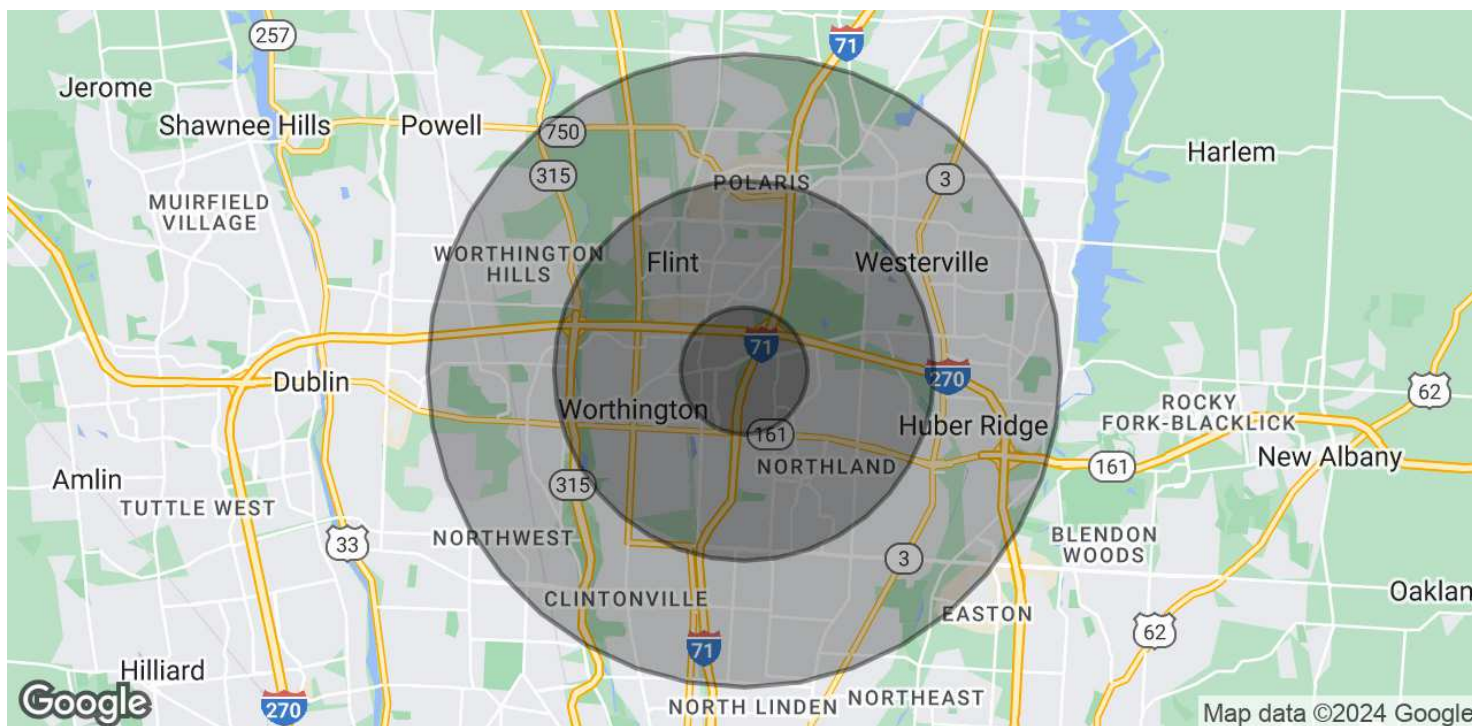 257
71
Jerome
Shawnee Hills
Powell
750
Harlem
315
3
POLARIS
MUIRFIELD
VILLAGE
WORTHINGTON
HILLS
Flint
Westerville
71
270
Dublin
62
Worthington
ROCKY
FORK-BLACKLICK
Huber Ridge
161
NORTHLAND
161
New Albany
Amlin
315
TUTTLE WEST
33
NORTHWEST
BLENDON
WOODS
3
CLINTONVILLE
Oaklan
EASTON
62
71
Hilliard
NORTHEAST
NORTH LINDEN
270
Google
Map data ©2024 Google